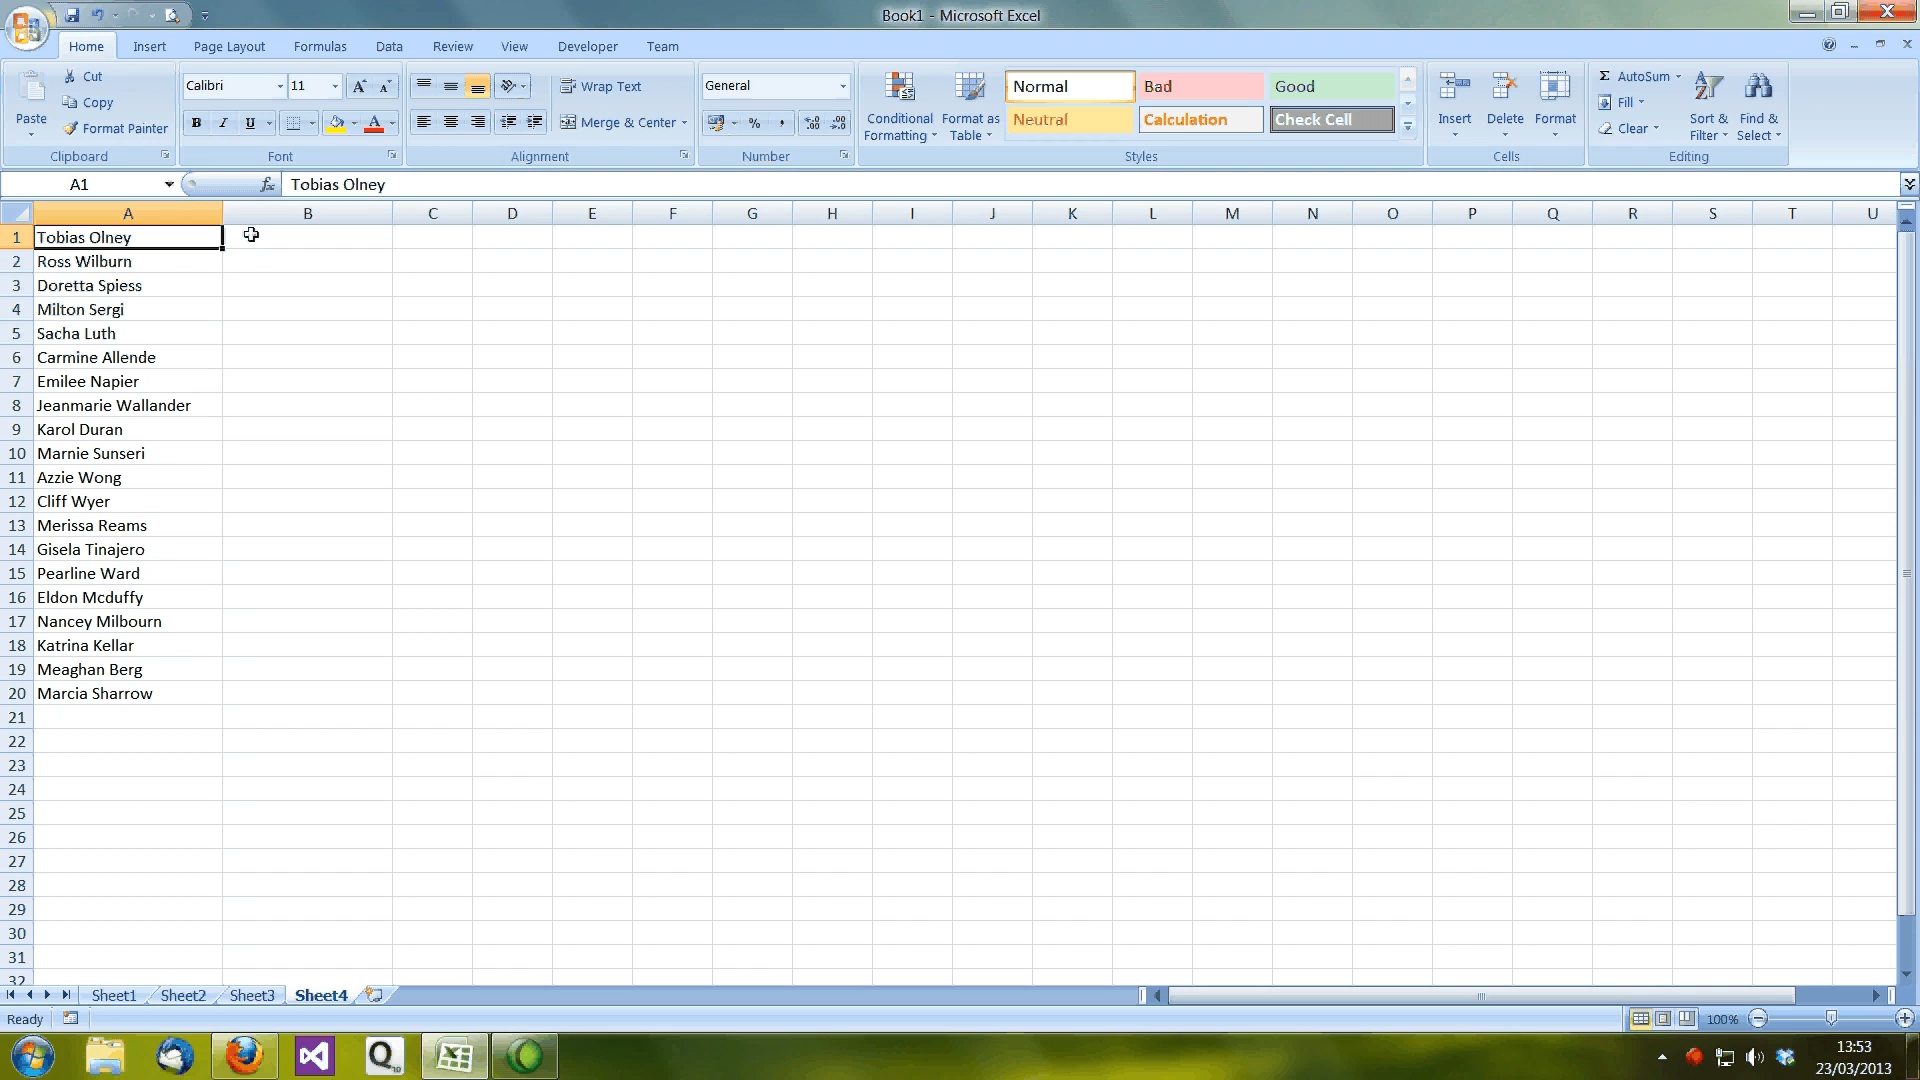 Book1 - Microsoft Excel
Home Insert Page Layout Formulas Data Review View Developer Team
Paste
Cut
Copy
Format Painter
Clipboard
Calibri 11
B I U
Font
Wrap Text
Merge & Center
Alignment
General
Number
Conditional Formatting
Format as Table
Normal Bad Good
Neutral Calculation Check Cell
Styles
Insert Delete Format
Cells
Σ AutoSum
Fill
Clear
Sort & Filter
Find & Select
Editing
A1 fx Tobias Olney
A B C D E F G H I J K L M N O P Q R S T U
1 Tobias Olney
2 Ross Wilburn
3 Doretta Spiess
4 Milton Sergi
5 Sacha Luth
6 Carmine Allende
7 Emilee Napier
8 Jeanmarie Wallander
9 Karol Duran
10 Marnie Sunseri
11 Azzie Wong
12 Cliff Wyer
13 Merissa Reams
14 Gisela Tinajero
15 Pearline Ward
16 Eldon Mcduffy
17 Nancey Milbourn
18 Katrina Kellar
19 Meaghan Berg
20 Marcia Sharrow
21
22
23
24
25
26
27
28
29
30
31
32
Sheet1 Sheet2 Sheet3 Sheet4
Ready 100%
13:53
23/03/2013